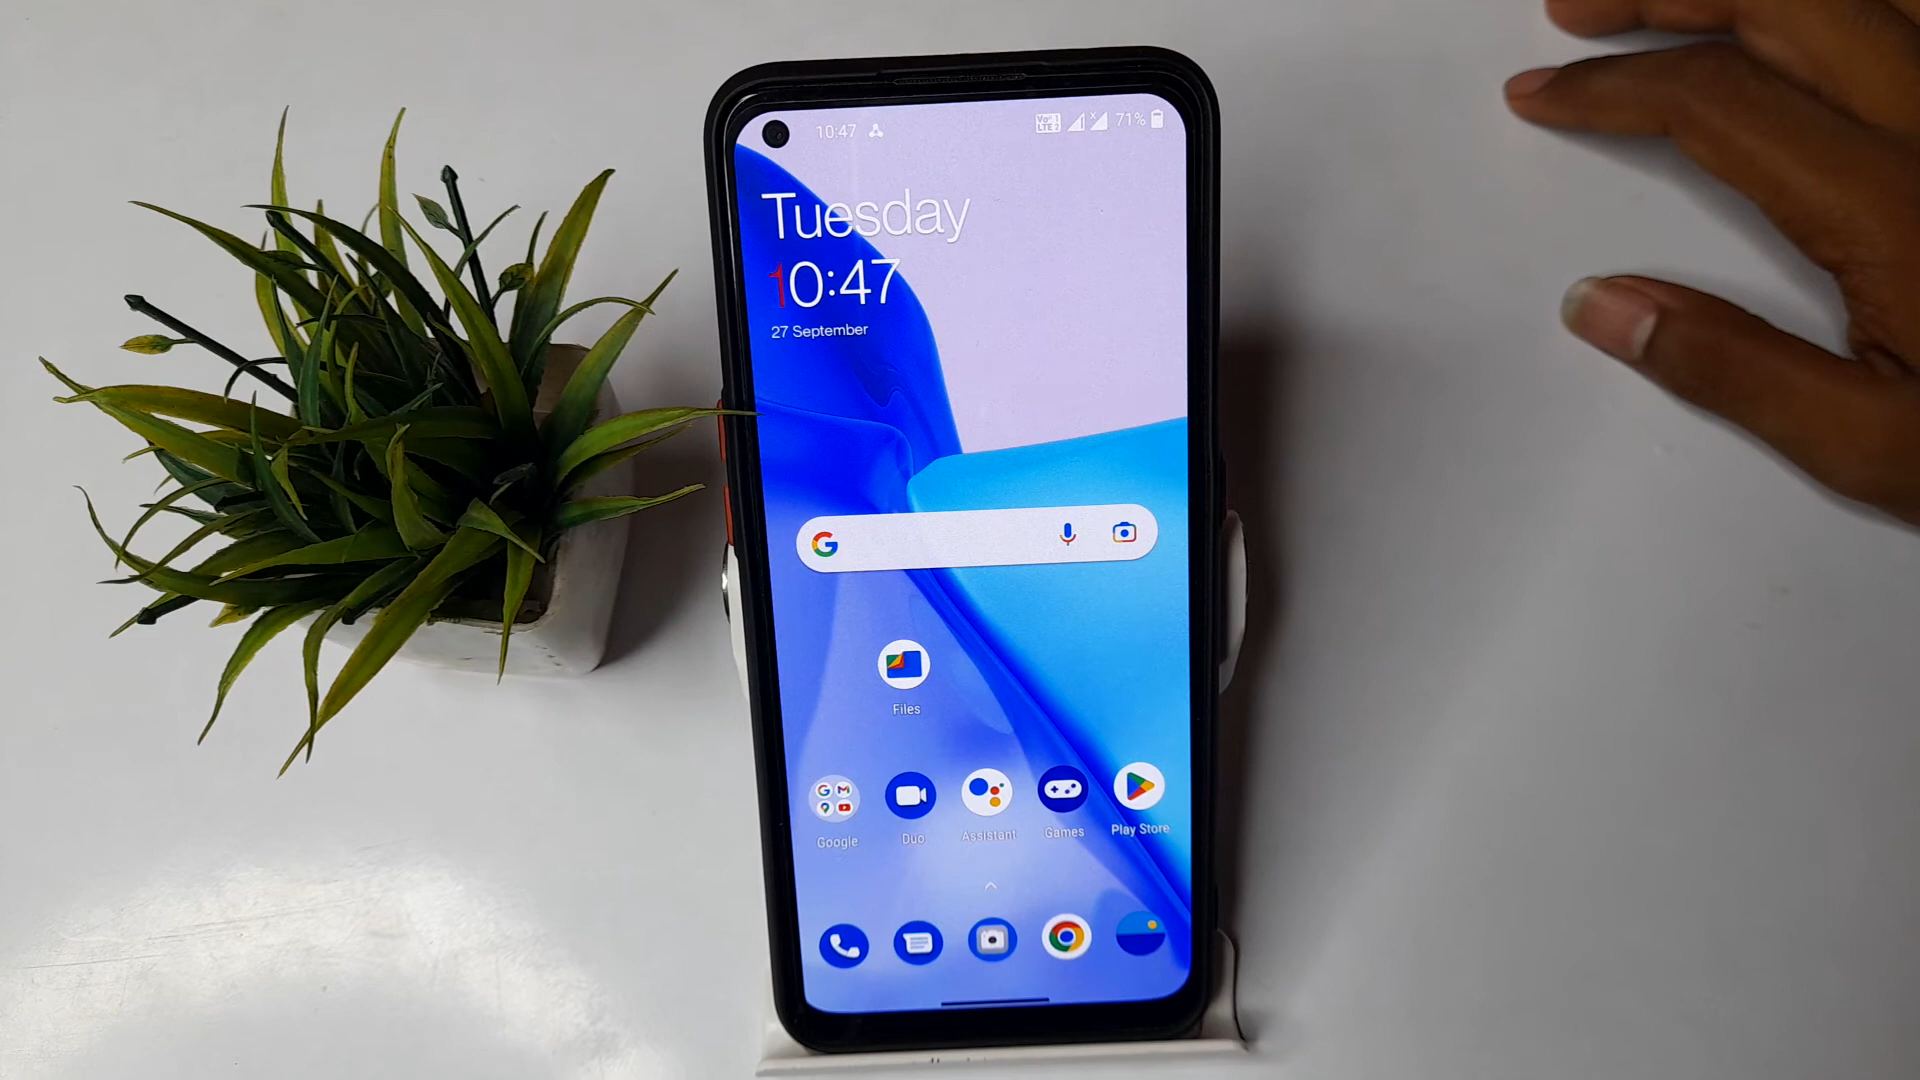 10:47
71%
Tuesday
10:47
27 September
Files
Google
Duo
Assistant
Games
Play Store